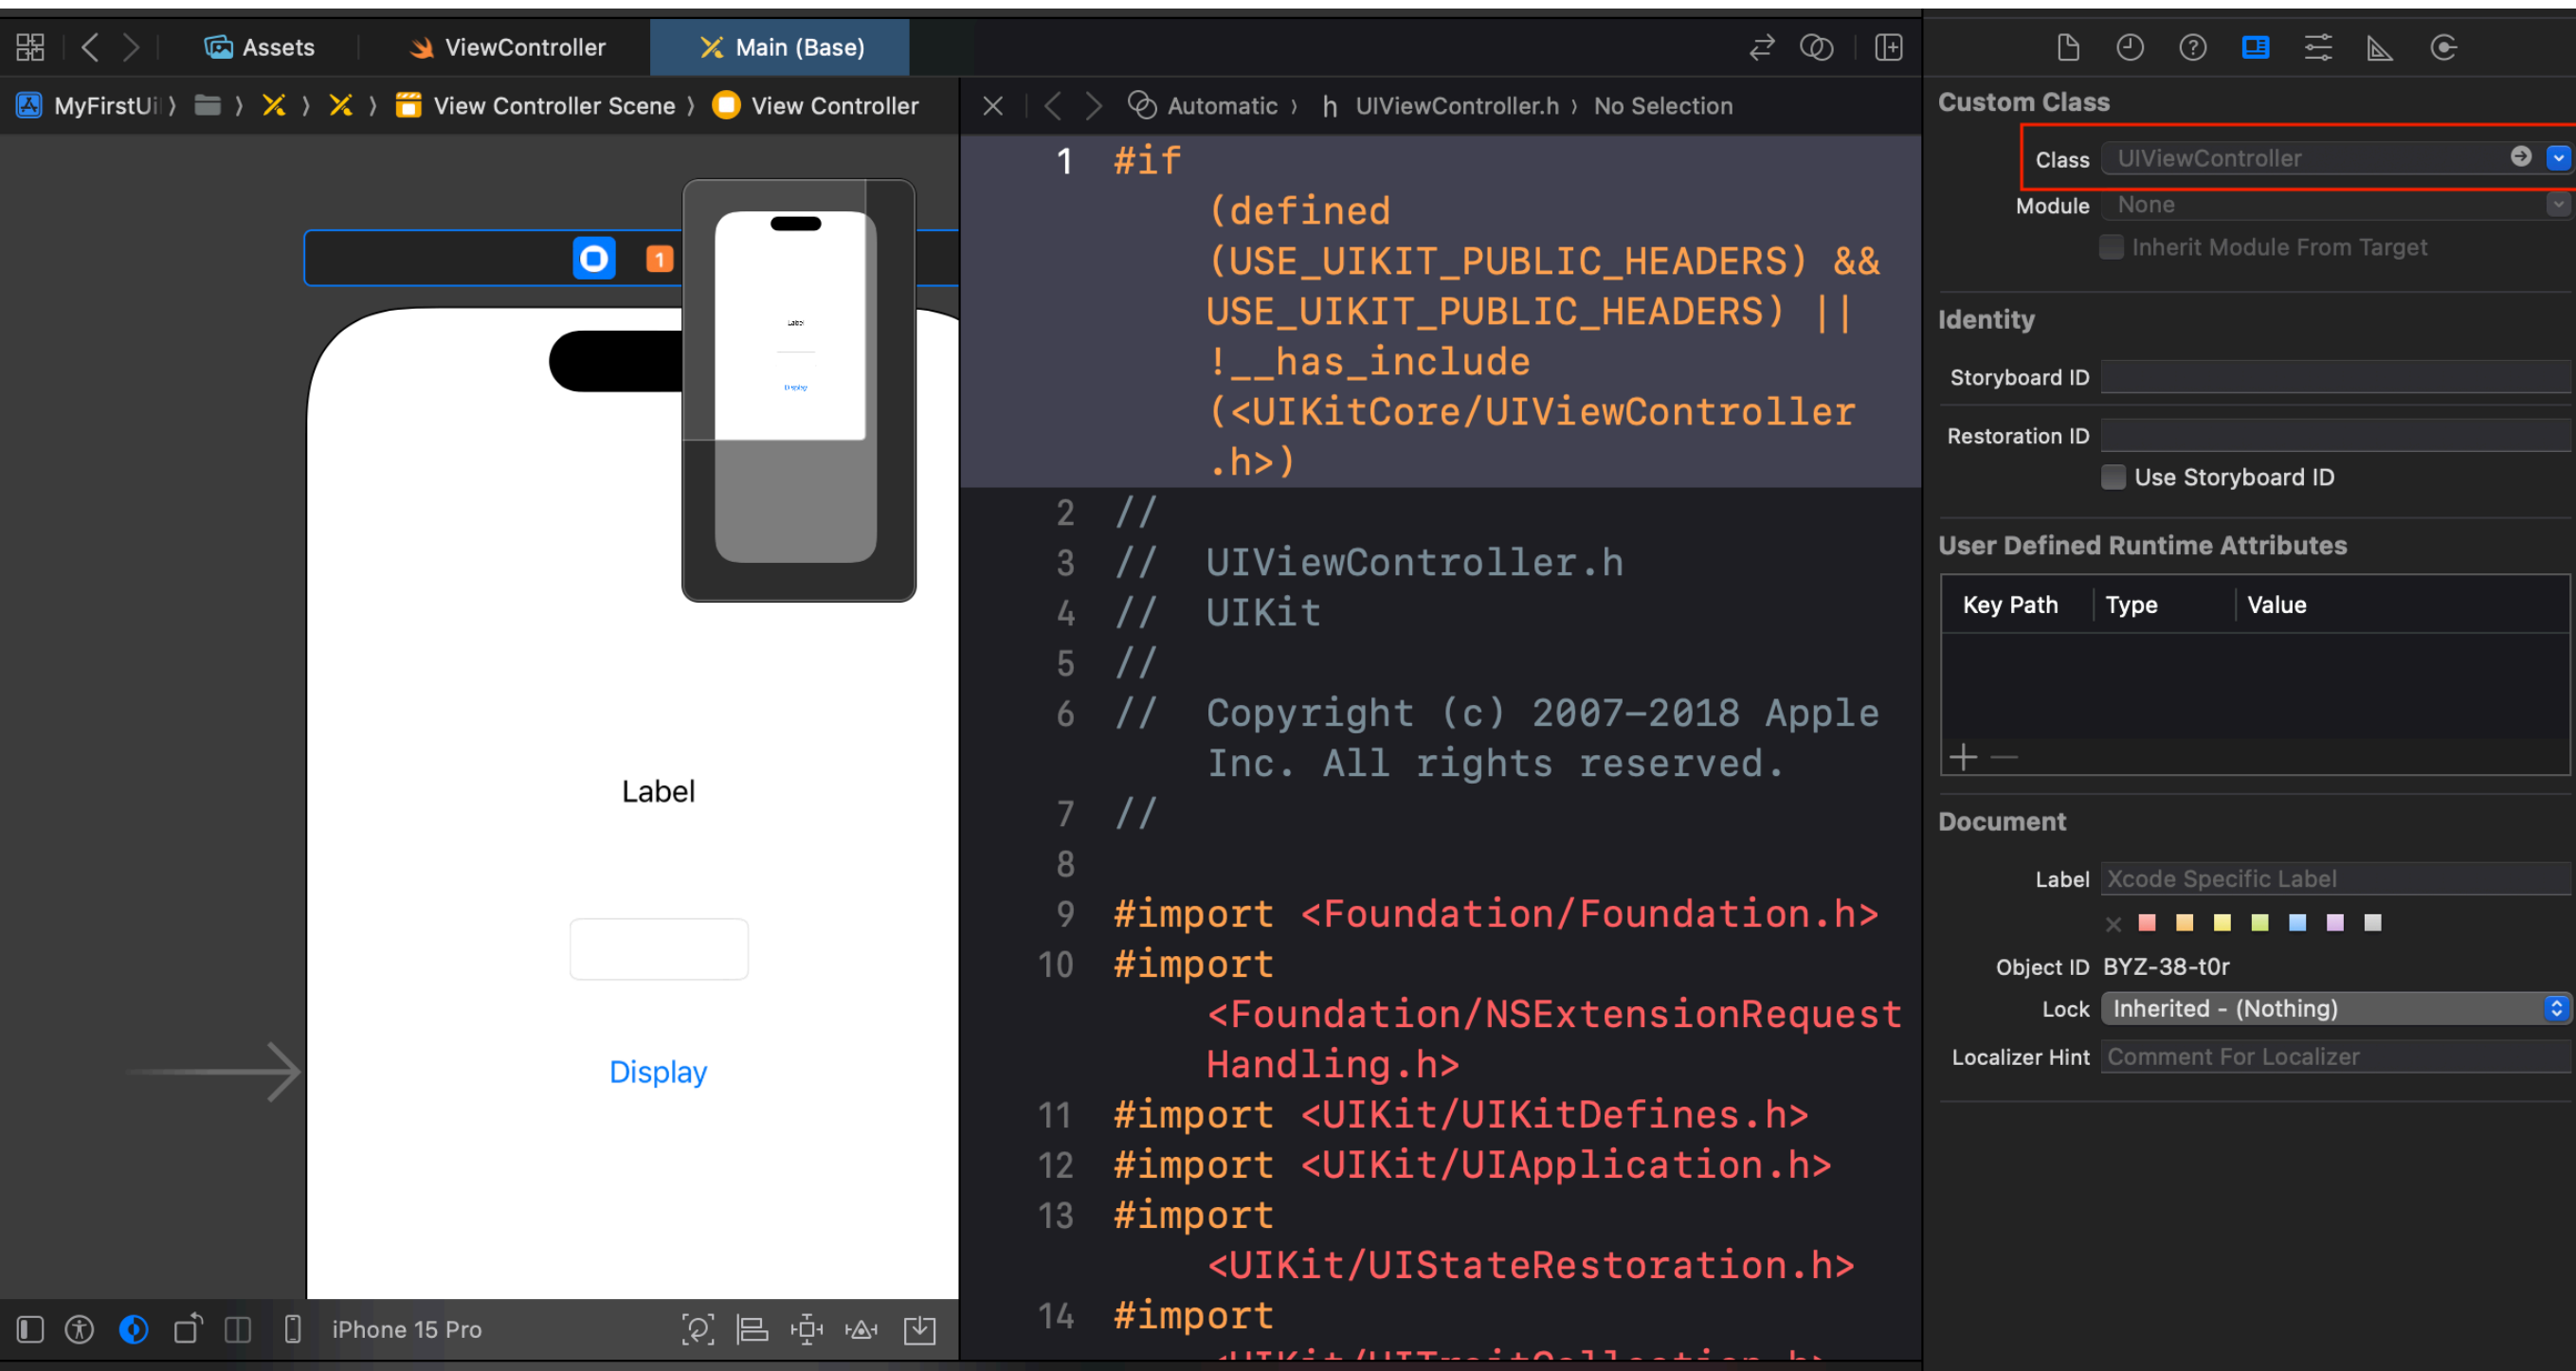 Assets
ViewController
Main (Base)
MyFirstUi
View Controller Scene
View Controller
Automatic
h UIViewController.h
No Selection
1
Label
Display
Label
Display
iPhone 15 Pro
1 #if
(defined
(USE_UIKIT_PUBLIC_HEADERS) &&
USE_UIKIT_PUBLIC_HEADERS) ||
!__has_include
(<UIKitCore/UIViewController
.h>)
2 //
3 // UIViewController.h
4 // UIKit
5 //
6 // Copyright (c) 2007–2018 Apple
Inc. All rights reserved.
7 //
8
9 #import <Foundation/Foundation.h>
10 #import
<Foundation/NSExtensionRequest
Handling.h>
11 #import <UIKit/UIKitDefines.h>
12 #import <UIKit/UIApplication.h>
13 #import
<UIKit/UIStateRestoration.h>
14 #import
<UIKit/UITraitCollection.h>
Custom Class
Class UIViewController
Module None
Inherit Module From Target
Identity
Storyboard ID
Restoration ID
Use Storyboard ID
User Defined Runtime Attributes
Key Path Type Value
Document
Label Xcode Specific Label
Object ID BYZ-38-t0r
Lock Inherited - (Nothing)
Localizer Hint Comment For Localizer